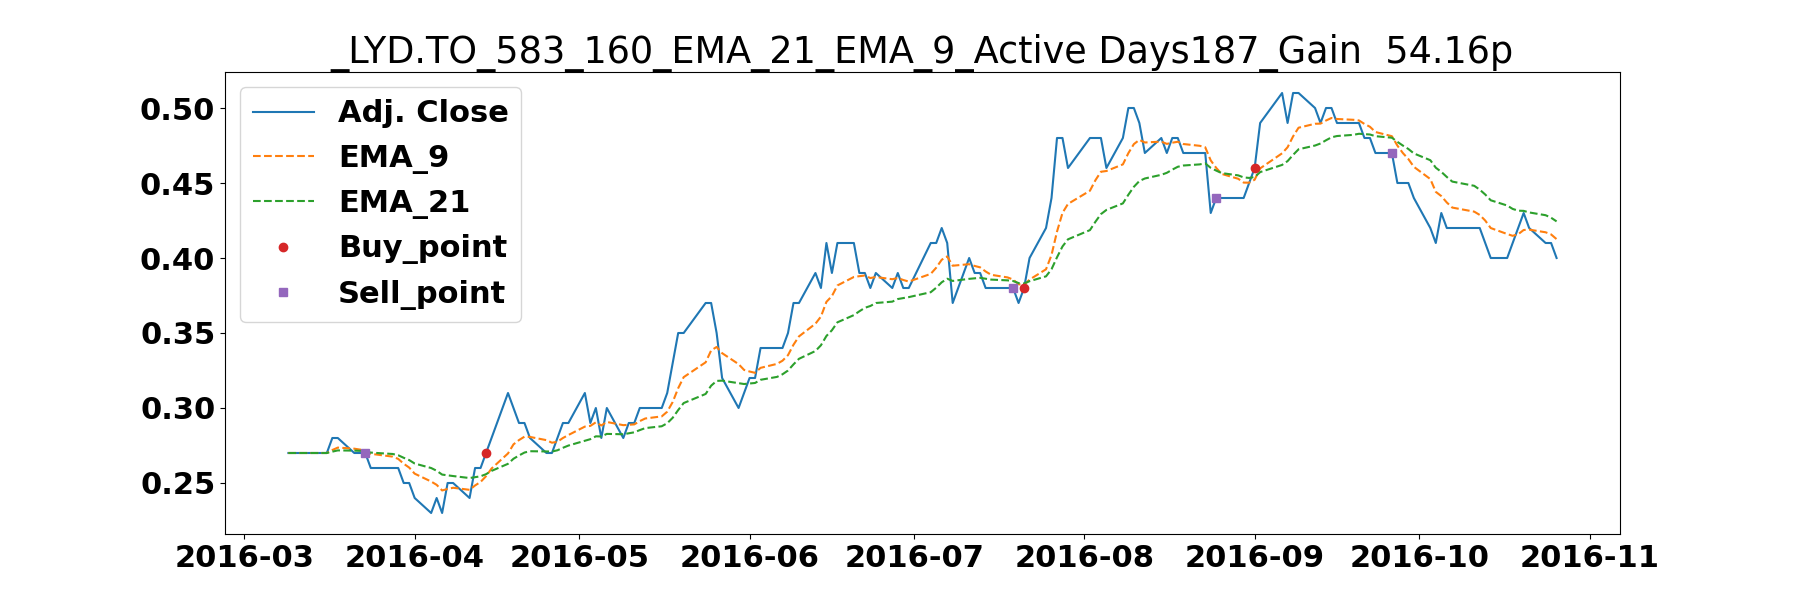 _LYD.TO_583_160_EMA_21_EMA_9_Active Days187_Gain  54.16p
0.50
0.45
0.40
0.35
0.30
0.25
Adj. Close
EMA_9
EMA_21
Buy_point
Sell_point
2016-03 2016-04 2016-05 2016-06 2016-07 2016-08 2016-09 2016-10 2016-11